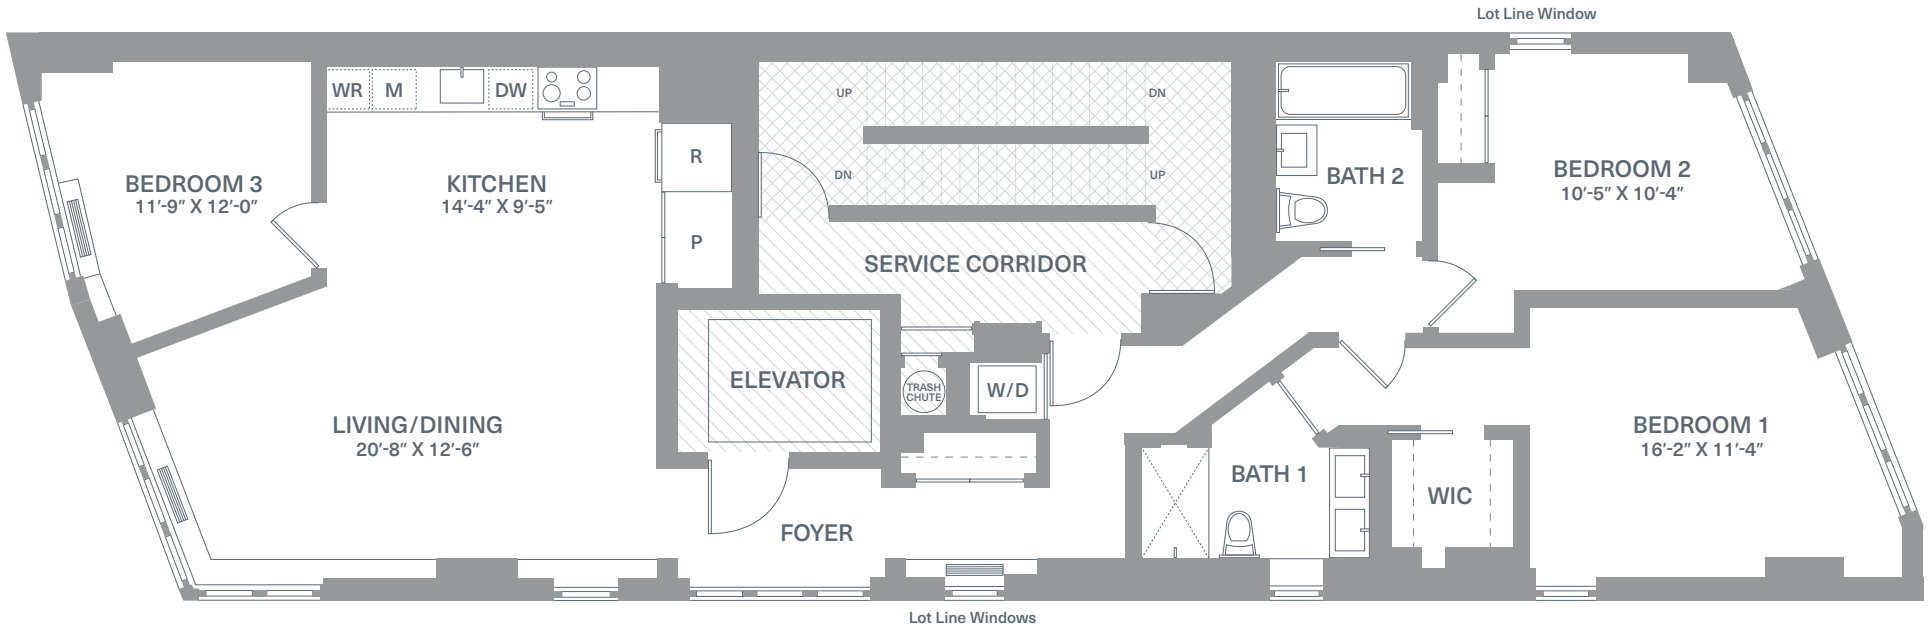 Lot Line Window
WR
M
DW
UP
DN
R
DN
UP
P
BEDROOM 3
11'-9" X 12'-0"
KITCHEN
14'-4" X 9'-5"
BATH 2
BEDROOM 2
10'-5" X 10'-4"
SERVICE CORRIDOR
ELEVATOR
TRASH
CHUTE
W/D
LIVING/DINING
20'-8" X 12'-6"
BEDROOM 1
16'-2" X 11'-4"
BATH 1
WIC
FOYER
Lot Line Windows